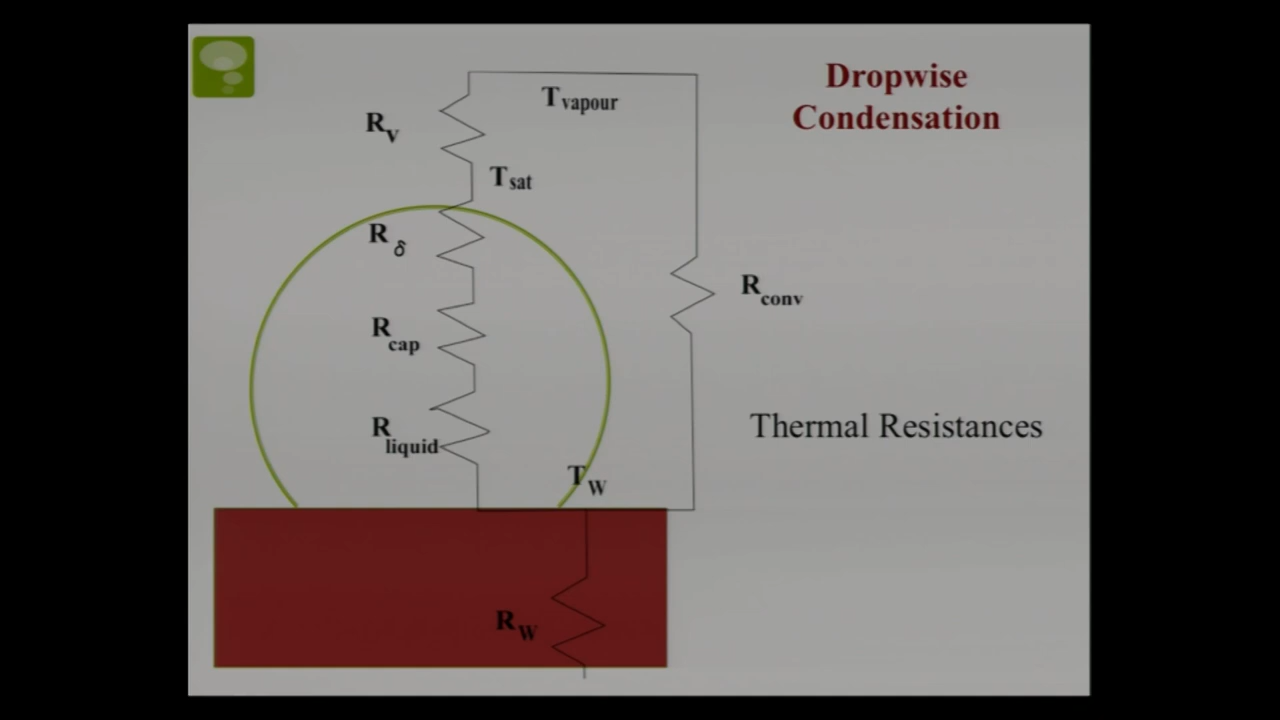 Dropwise
Condensation
T vapour
R v
T sat
R δ
R conv
R cap
R liquid
Thermal Resistances
T W
R W